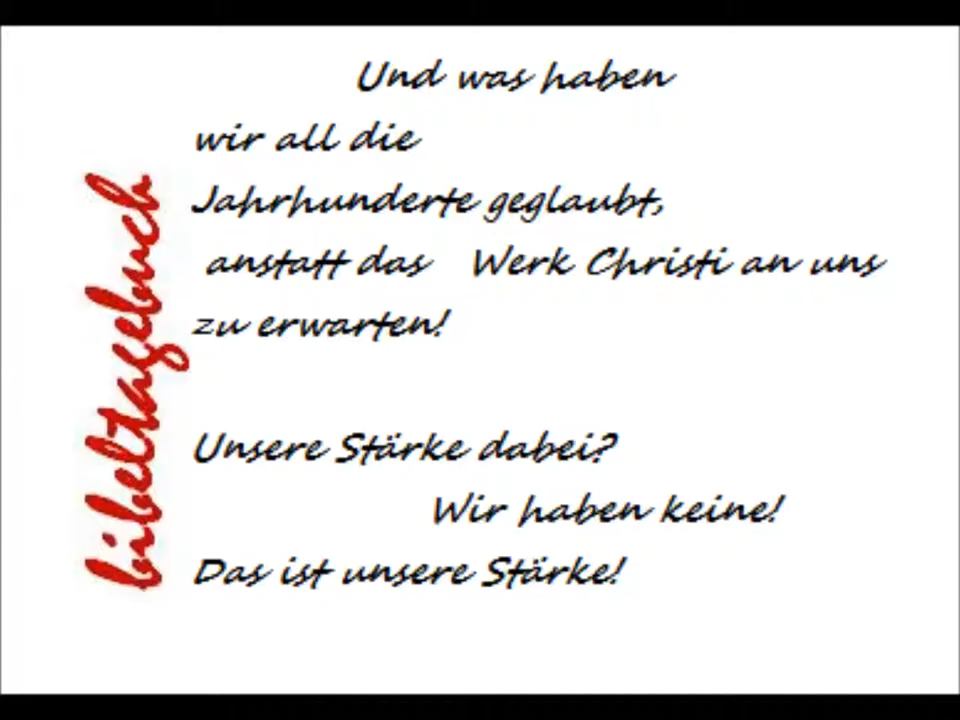 Und was haben
wir all die
Jahrhunderte geglaubt,
anstatt das Werk Christi an uns
zu erwarten!
Unsere Stärke dabei?
Wir haben keine!
Das ist unsere Stärke!
bibeltagebuch